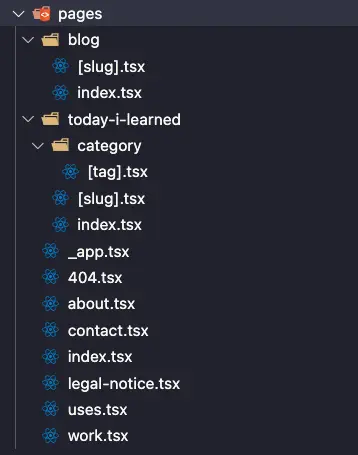 pages
blog
[slug].tsx
index.tsx
today-i-learned
category
[tag].tsx
[slug].tsx
index.tsx
_app.tsx
404.tsx
about.tsx
contact.tsx
index.tsx
legal-notice.tsx
uses.tsx
work.tsx